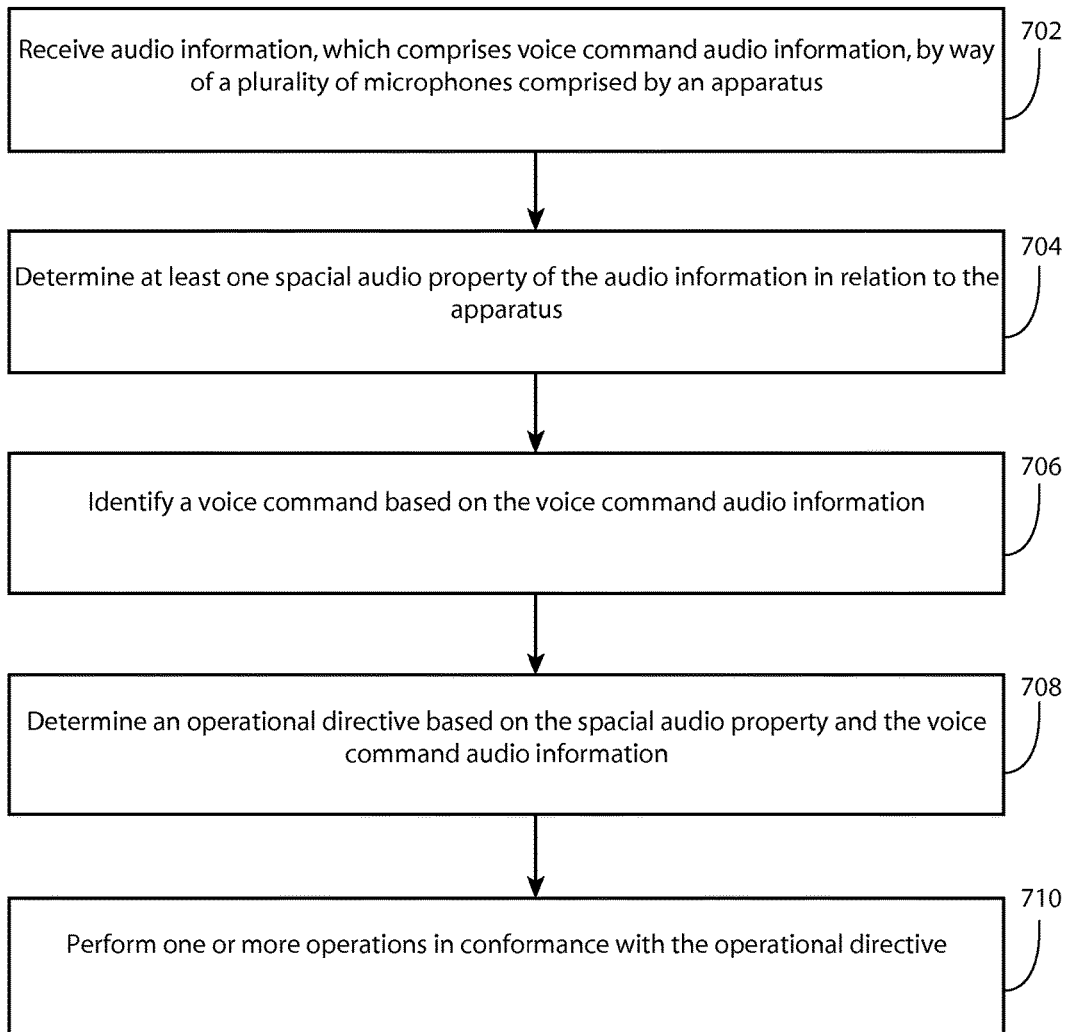 702
Receive audio information, which comprises voice command audio information, by way
of a plurality of microphones comprised by an apparatus
704
Determine at least one spacial audio property of the audio information in relation to the
apparatus
706
Identify a voice command based on the voice command audio information
708
Determine an operational directive based on the spacial audio property and the voice
command audio information
710
Perform one or more operations in conformance with the operational directive